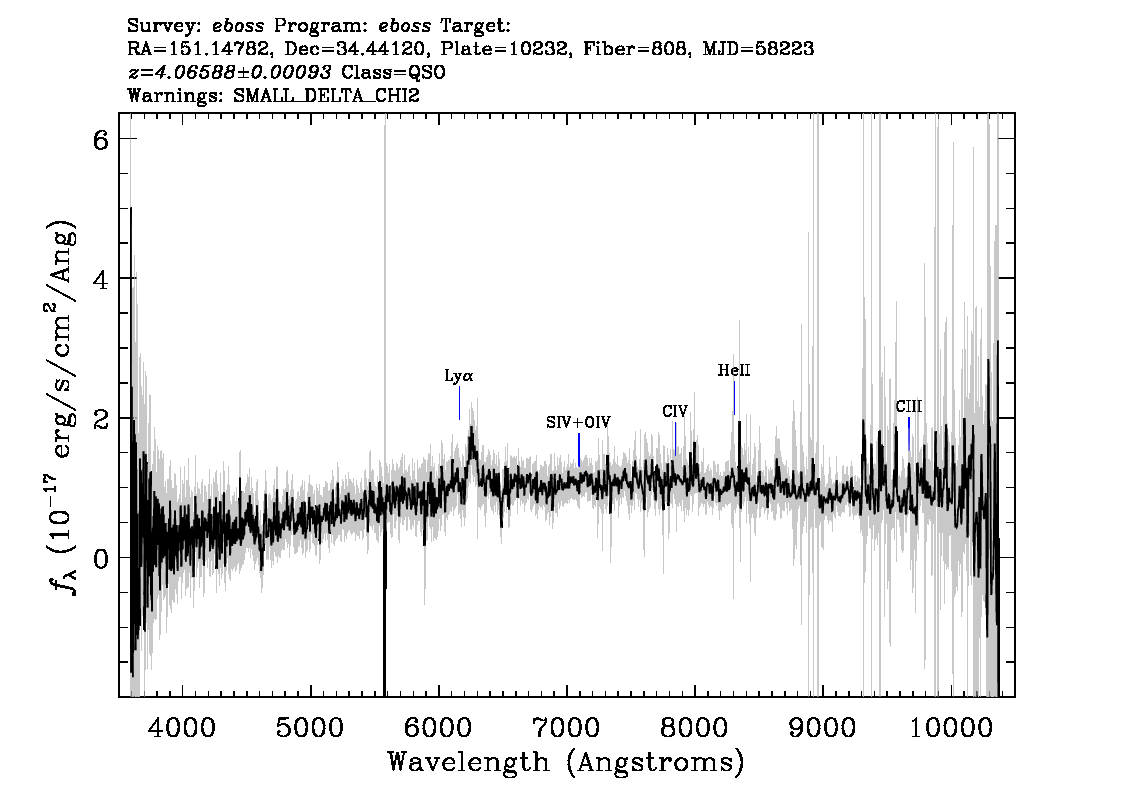 Survey: eboss Program: eboss Target:
RA=151.14782, Dec=34.44120, Plate=10232, Fiber=808, MJD=58223
z=4.06588±0.00093 Class=QSO
Warnings: SMALL_DELTA_CHI2
6
4
2
0
fλ (10⁻¹⁷ erg/s/cm²/Ang)
Lyα
SIV+OIV
CIV
HeII
CIII
4000 5000 6000 7000 8000 9000 10000
Wavelength (Angstroms)